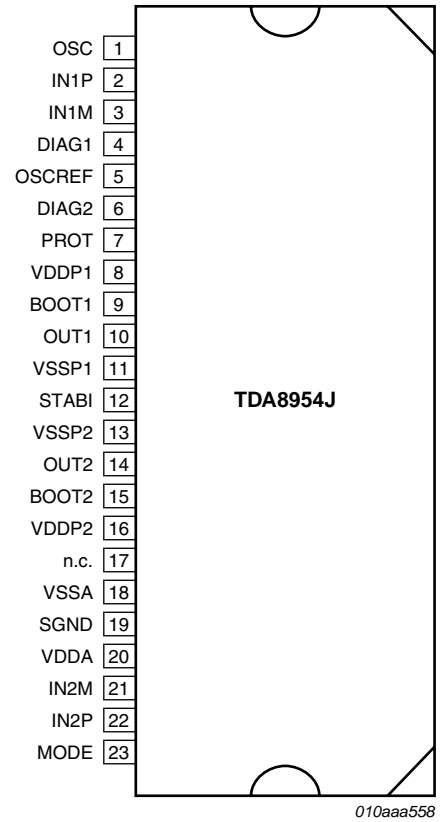 OSC 1
IN1P 2
IN1M 3
DIAG1 4
OSCREF 5
DIAG2 6
PROT 7
VDDP1 8
BOOT1 9
OUT1 10
VSSP1 11
STABI 12
TDA8954J
VSSP2 13
OUT2 14
BOOT2 15
VDDP2 16
n.c. 17
VSSA 18
SGND 19
VDDA 20
IN2M 21
IN2P 22
MODE 23
010aaa558